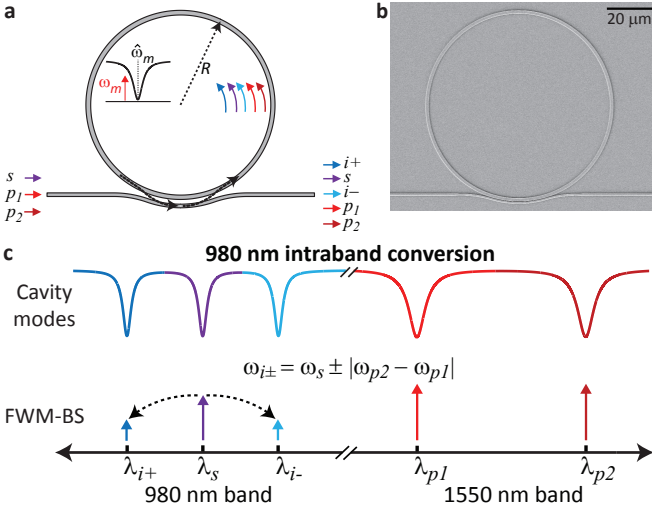 a
ω̂m
ωm
R
s
p1
p2
i+
s
i-
p1
p2
b
20 μm
c
980 nm intraband conversion
Cavity
modes
ωi± = ωs ± |ωp2 − ωp1|
FWM-BS
λi+ λs λi- λp1 λp2
980 nm band 1550 nm band